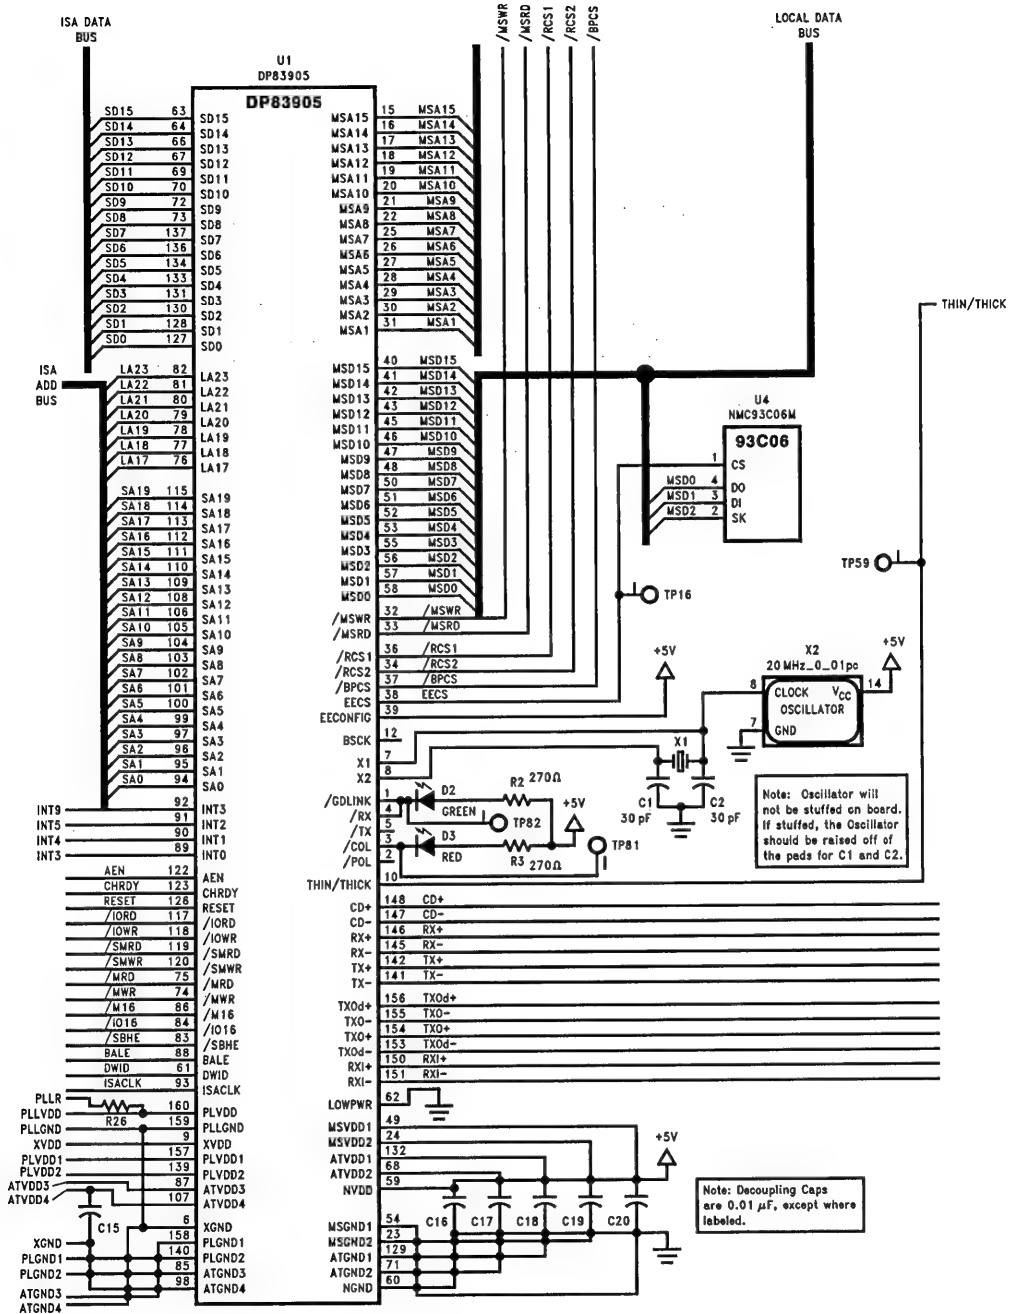 ISA DATA
BUS
/MSWR
/MSRD
/RCS1
/RCS2
/BPCS
LOCAL DATA
BUS
U1
DP83905
DP83905
SD15 63 SD15 MSA15 15 MSA15
SD14 64 SD14 MSA14 16 MSA14
SD13 66 SD13 MSA13 17 MSA13
SD12 67 SD12 MSA12 18 MSA12
SD11 69 SD11 MSA11 19 MSA11
SD10 70 SD10 MSA10 20 MSA10
SD9 72 SD9 MSA9 21 MSA9
SD8 73 SD8 MSA8 22 MSA8
SD7 137 SD7 MSA7 25 MSA7
SD6 136 SD6 MSA6 26 MSA6
SD5 134 SD5 MSA5 27 MSA5
SD4 133 SD4 MSA4 28 MSA4
SD3 131 SD3 MSA3 29 MSA3
SD2 130 SD2 MSA2 30 MSA2
SD1 128 SD1 MSA1 31 MSA1
SD0 127 SD0
THIN/THICK
ISA
ADD
BUS
LA23 82 LA23 MSD15 40 MSD15
LA22 81 LA22 MSD14 41 MSD14
LA21 80 LA21 MSD13 42 MSD13
LA20 79 LA20 MSD12 43 MSD12
LA19 78 LA19 MSD11 45 MSD11
LA18 77 LA18 MSD10 46 MSD10
LA17 76 LA17 MSD9 47 MSD9
MSD8 48 MSD8
SA19 115 SA19 MSD7 50 MSD7
SA18 114 SA18 MSD6 51 MSD6
SA17 113 SA17 MSD5 52 MSD5
SA16 112 SA16 MSD4 53 MSD4
SA15 111 SA15 MSD3 55 MSD3
SA14 110 SA14 MSD2 56 MSD2
SA13 109 SA13 MSD1 57 MSD1
SA12 108 SA12 MSD0 58 MSD0
SA11 106 SA11 /MSWR 32 /MSWR
SA10 105 SA10 /MSRD 33 /MSRD
SA9 104 SA9 /RCS1 36 /RCS1
SA8 103 SA8 /RCS2 34 /RCS2
SA7 102 SA7 /BPCS 37 /BPCS
SA6 101 SA6 EECS 38 EECS
SA5 100 SA5 EECONFIG 39
SA4 99 SA4
SA3 97 SA3 BSCK 12
SA2 96 SA2 X1 7
SA1 95 SA1 X2 8
SA0 94 SA0
U4
NMC93C06M
93C06
1 CS
MSD0 4 DO
MSD1 3 DI
MSD2 2 SK
TP59
TP16
+5V
X2
20 MHz_0_01pc
+5V
8 CLOCK VCC 14
OSCILLATOR
7 GND
X1
C1
30 pF
C2
30 pF
Note: Oscillator will
not be stuffed on board.
If stuffed, the Oscillator
should be raised off of
the pads for C1 and C2.
INT9 92 INT3 /GDLINK 1
INT5 91 INT2 /RX 4
INT4 90 INT1 /TX 5
INT3 89 INT0 /COL 3
/POL 2
D2
GREEN
R2 270Ω
+5V
TP82
D3
RED
R3 270Ω
TP81
THIN/THICK 10
AEN 122 AEN
CHRDY 123 CHRDY
RESET 126 RESET
/IORD 117 /IORD
/IOWR 118 /IOWR
/SMRD 119 /SMRD
/SMWR 120 /SMWR
/MRD 75 /MRD
/MWR 74 /MWR
/M16 86 /M16
/IO16 84 /IO16
/SBHE 83 /SBHE
BALE 88 BALE
DWID 61 DWID
ISACLK 93 ISACLK
CD+ 148 CD+
CD- 147 CD-
RX+ 146 RX+
RX- 145 RX-
TX+ 142 TX+
TX- 141 TX-
TXOd+ 156 TXOd+
TXO- 155 TXO-
TXO+ 154 TXO+
TXOd- 153 TXOd-
RXI+ 150 RXI+
RXI- 151 RXI-
LOWPWR 62
PLLR
R26
PLLVDD 160 PLVDD
PLLGND 159 PLLGND
XVDD 9 XVDD
PLVDD1 157 PLVDD1
PLVDD2 139 PLVDD2
ATVDD3 87 ATVDD3
ATVDD4 107 ATVDD4
C15
6 XGND
XGND 158 PLGND1
PLGND1 140 PLGND2
PLGND2 85 ATGND3
98 ATGND4
ATGND3
ATGND4
MSVDD1 49
MSVDD2 24
ATVDD1 132
ATVDD2 68
NVDD 59
+5V
C16 C17 C18 C19 C20
MSGND1 54
MSGND2 23
ATGND1 129
ATGND2 71
NGND 60
Note: Decoupling Caps
are 0.01 μF, except where
labeled.